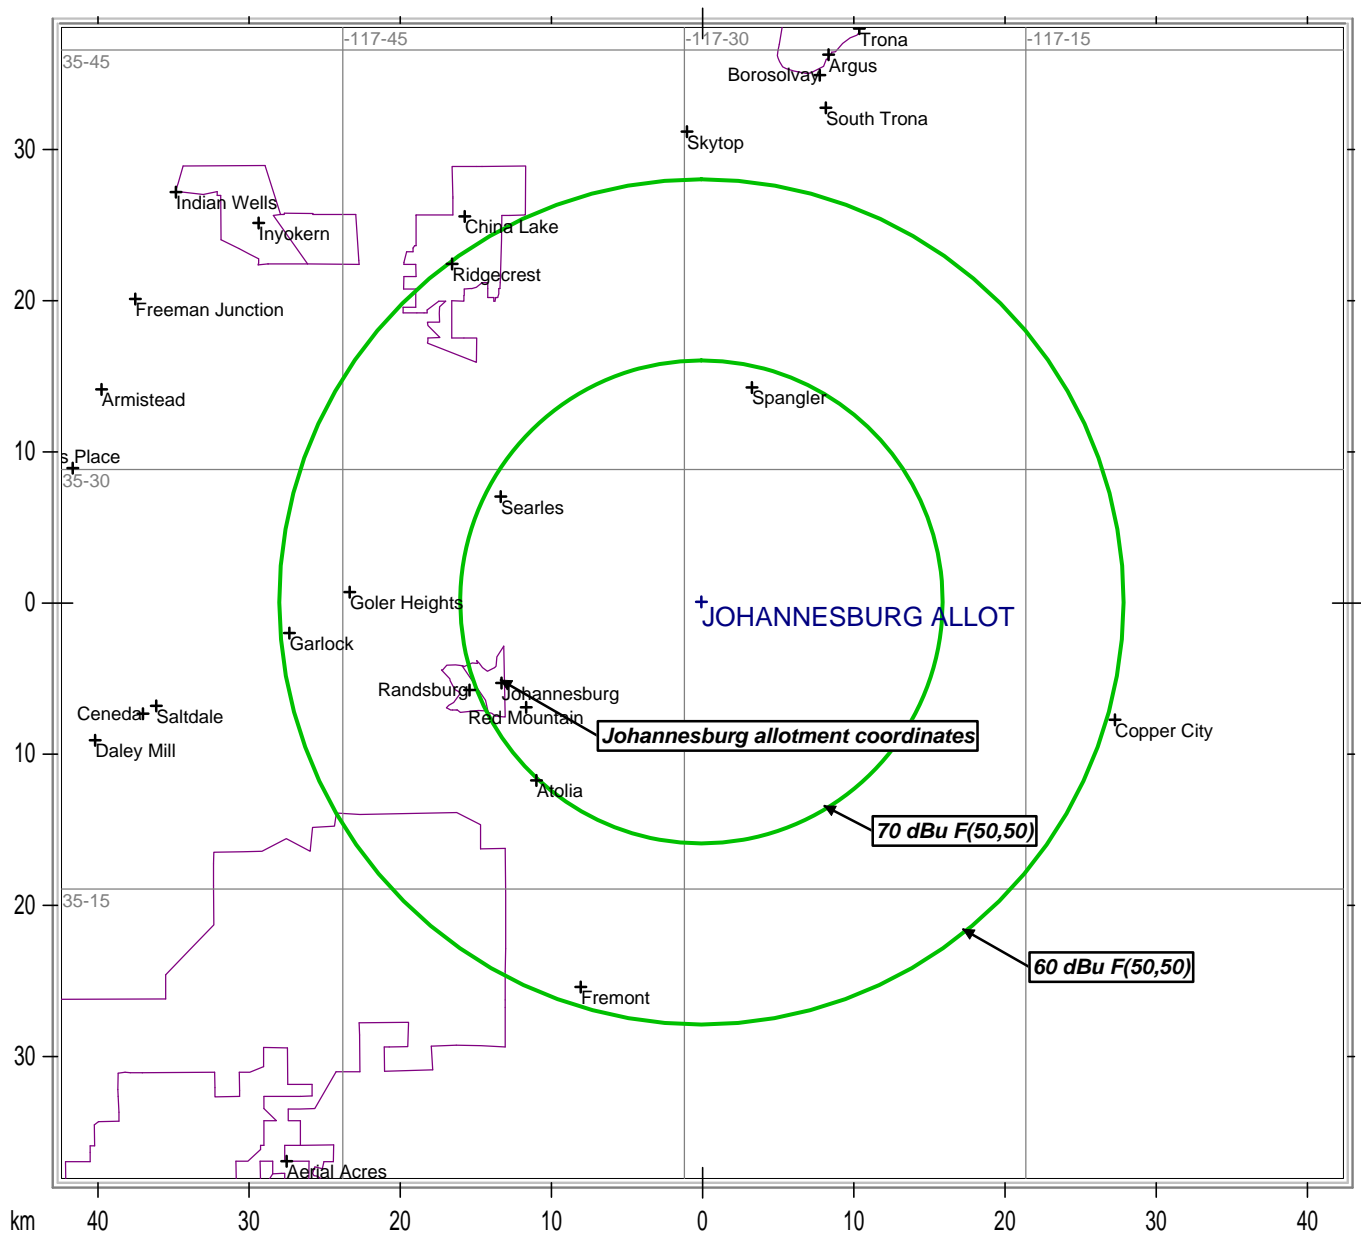 -117-45
-117-30
-117-15
35-45
Trona
Argus
Borosolvay
South Trona
30
Skytop
Indian Wells
Inyokern
China Lake
Ridgecrest
20
Freeman Junction
Armistead
Spangler
10
s Place
35-30
Searles
0
Goler Heights
JOHANNESBURG ALLOT
Garlock
Randsburg
Johannesburg
Red Mountain
Ceneda
Saltdale
Johannesburg allotment coordinates
Copper City
10
Daley Mill
Atolia
70 dBu F(50,50)
20
35-15
60 dBu F(50,50)
Fremont
30
Aerial Acres
km
40
30
20
10
0
10
20
30
40